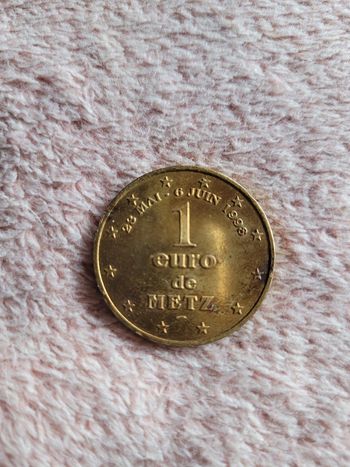 23 MAI - 6 JUIN 1998
1
euro
de
METZ